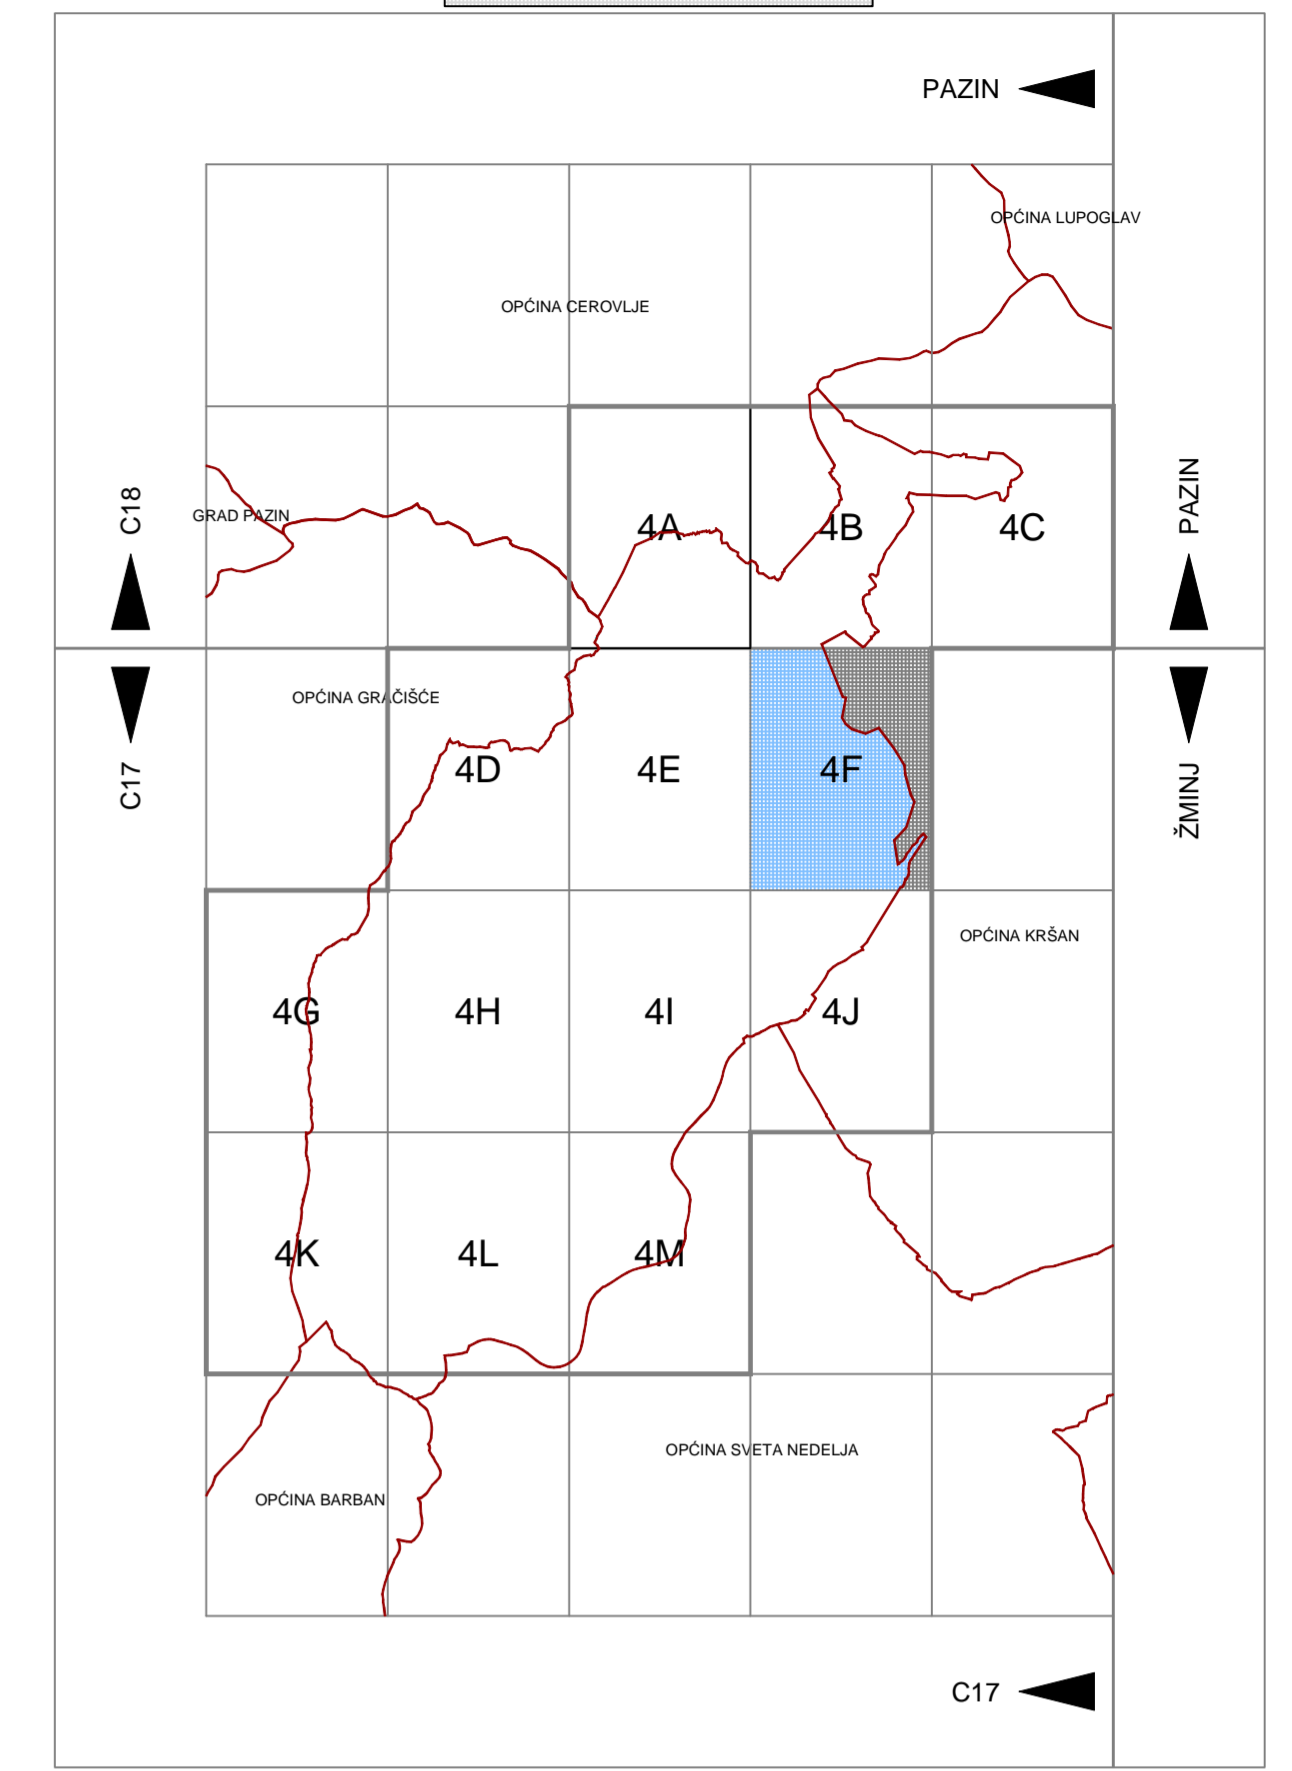 PAZIN
OPĆINA LUPOGLAV
OPĆINA CEROVLJE
C18
GRAD PAZIN
4A
4B
4C
PAZIN
OPĆINA GRAČIŠĆE
C17
4D
4E
4F
ŽMINJ
OPĆINA KRŠAN
4G
4H
4I
4J
4K
4L
4M
OPĆINA SVETA NEDELJA
OPĆINA BARBAN
C17